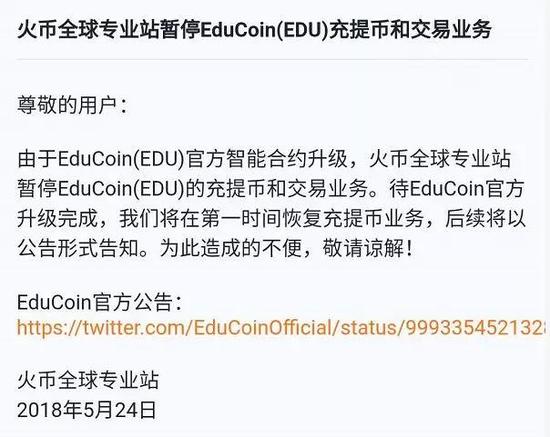 火币全球专业站暂停EduCoin(EDU)充提币和交易业务
尊敬的用户：
由于EduCoin(EDU)官方智能合约升级，火币全球专业站
暂停EduCoin(EDU)的充提币和交易业务。待EduCoin官方
升级完成，我们将在第一时间恢复充提币业务，后续将以
公告形式告知。为此造成的不便，敬请谅解！
EduCoin官方公告：
https://twitter.com/EduCoinOfficial/status/999335452132
火币全球专业站
2018年5月24日